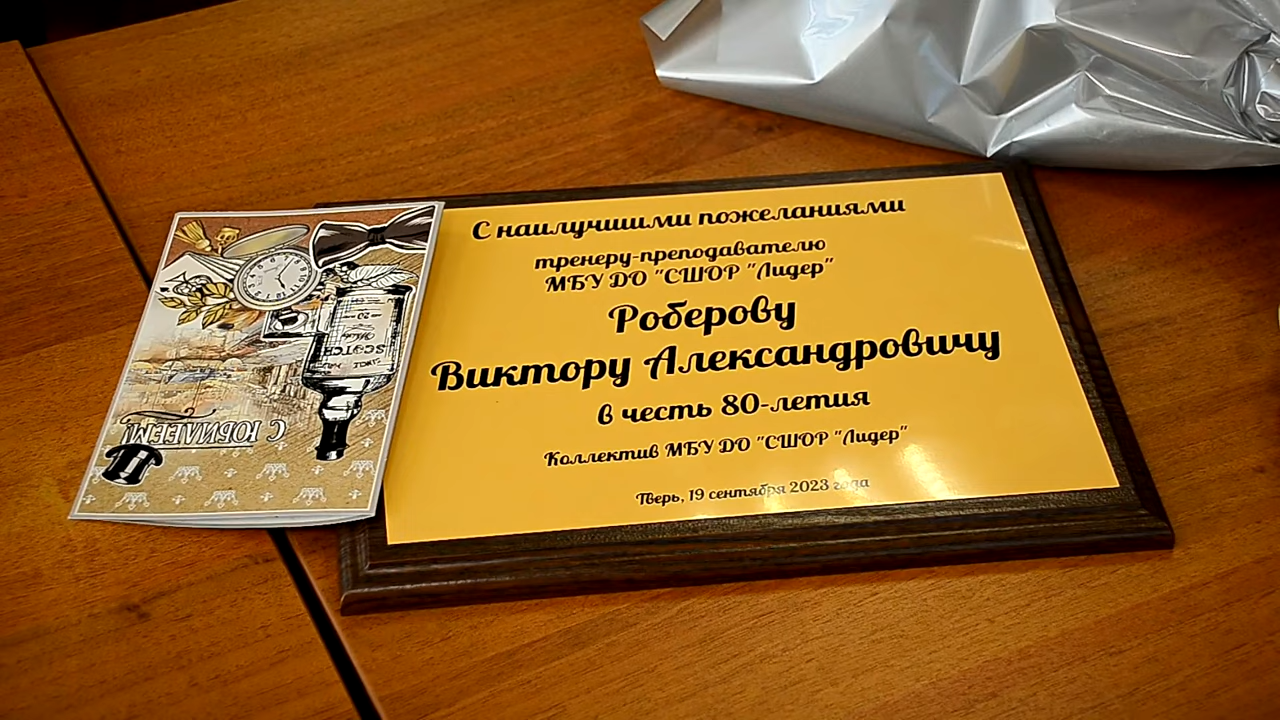 С наилучшими пожеланиями
тренеру-преподавателю
МБУ ДО "СШОР "Лидер"
Роберову
Виктору Александровичу
в честь 80-летия
Коллектив МБУ ДО "СШОР "Лидер"
Тверь, 19 сентября 2023 года
С ЮБИЛЕЕМ!
SCOTCH